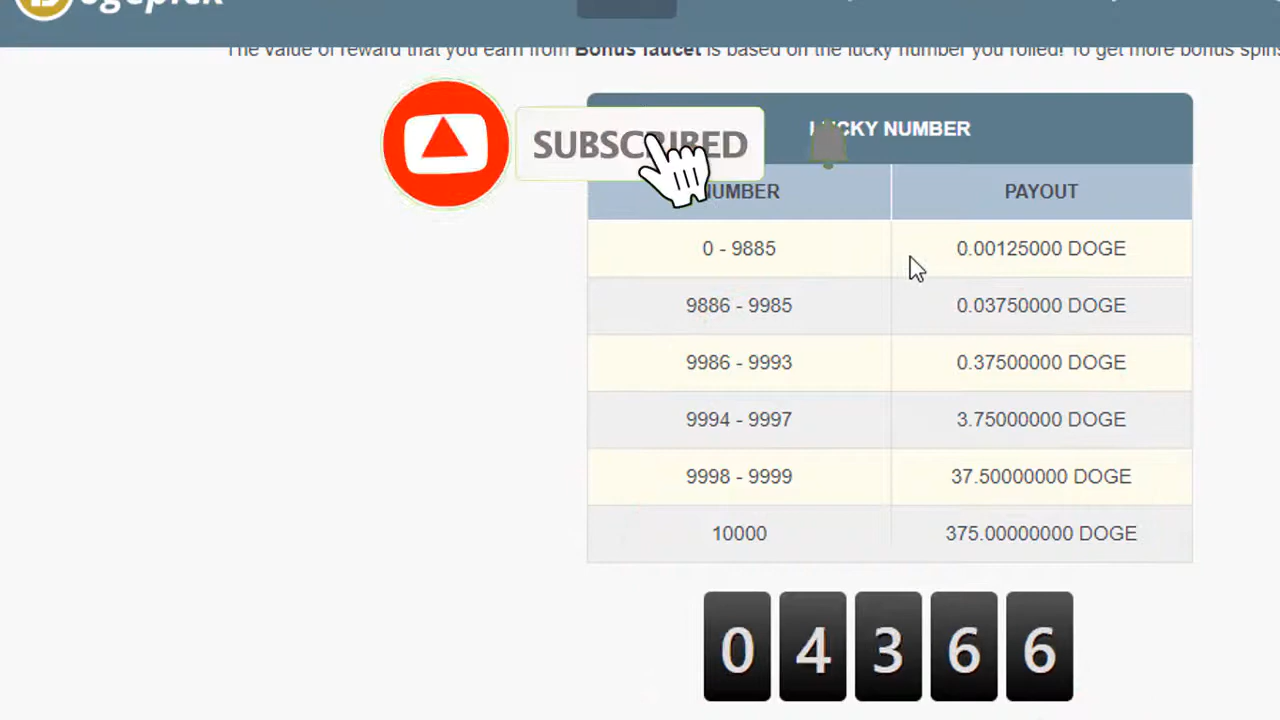 The value of reward that you earn from Bonus faucet is based on the lucky number you rolled! To get more bonus spins
SUBSCRIBED
LUCKY NUMBER
NUMBER PAYOUT
0 - 9885 0.00125000 DOGE
9886 - 9985 0.03750000 DOGE
9986 - 9993 0.37500000 DOGE
9994 - 9997 3.75000000 DOGE
9998 - 9999 37.50000000 DOGE
10000 375.00000000 DOGE
0 4 3 6 6